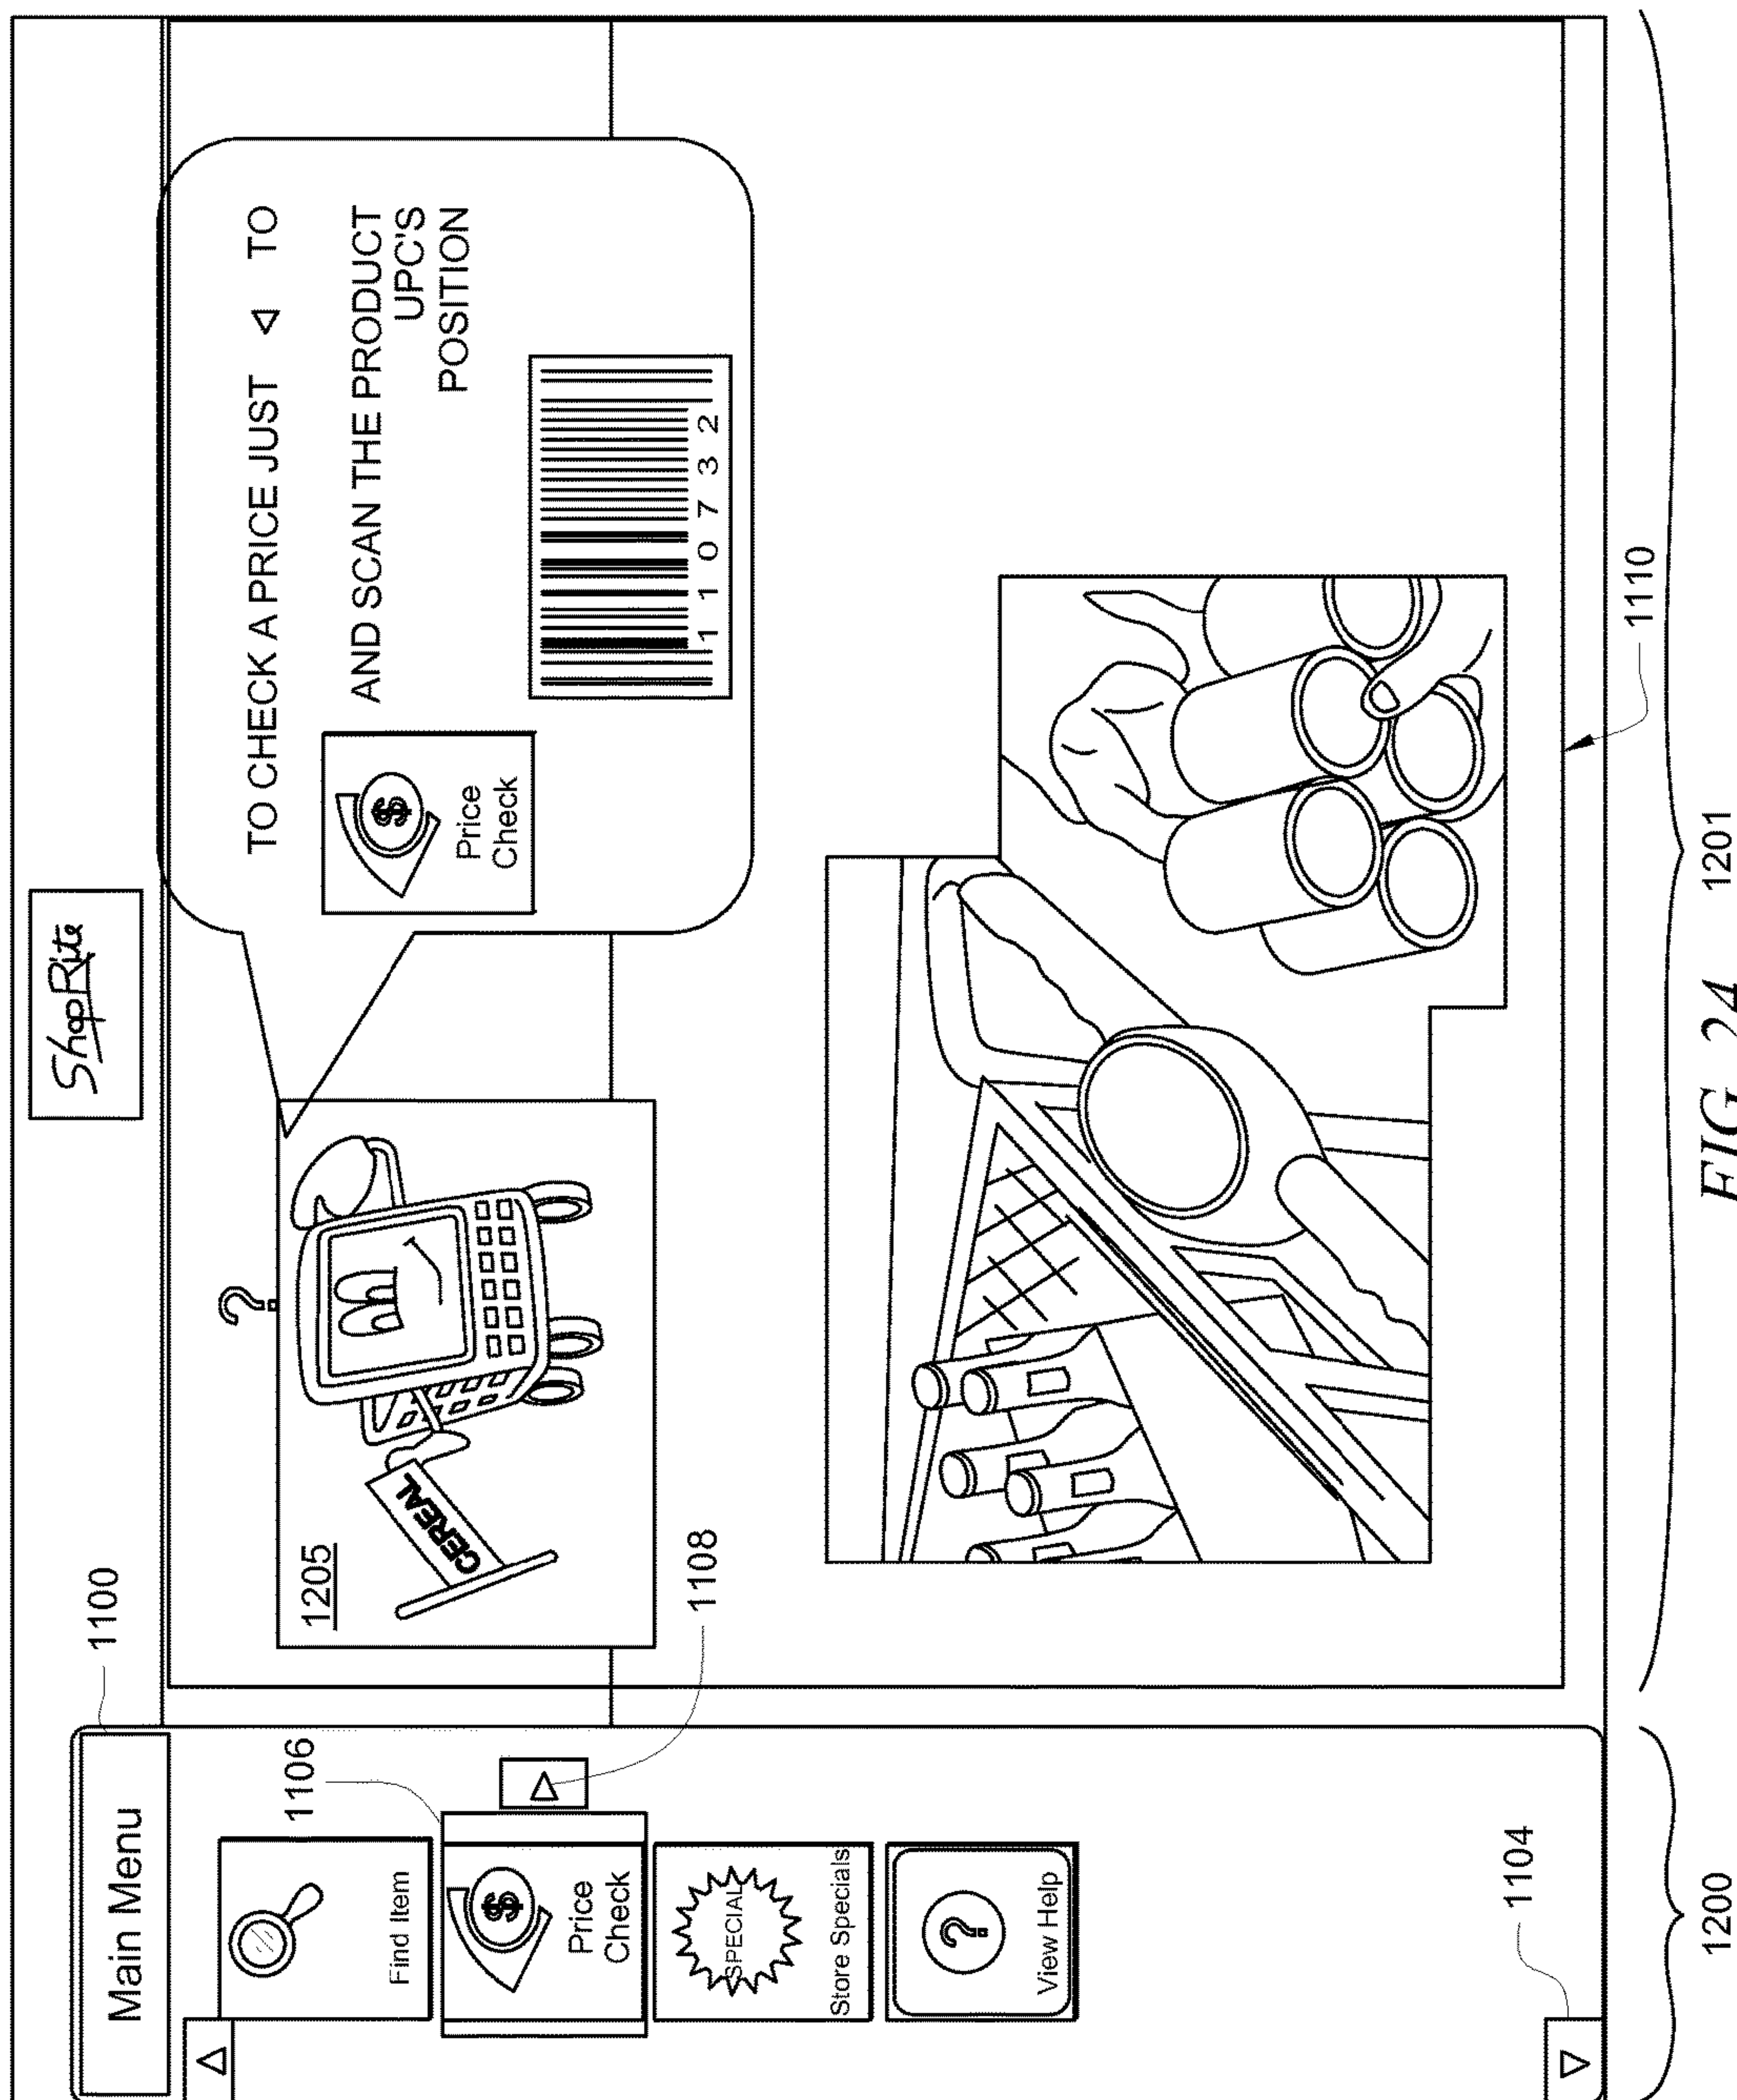 ShopRite
1100
Main Menu
Find Item
1106
Price
Check
1108
SPECIAL
Store Specials
View Help
1104
1205
CEREAL
?
TO CHECK A PRICE JUST ◁ TO
Price
Check
AND SCAN THE PRODUCT
UPC'S
POSITION
1 1 0 7 3 2
1110
1200
1201
FIG. 24